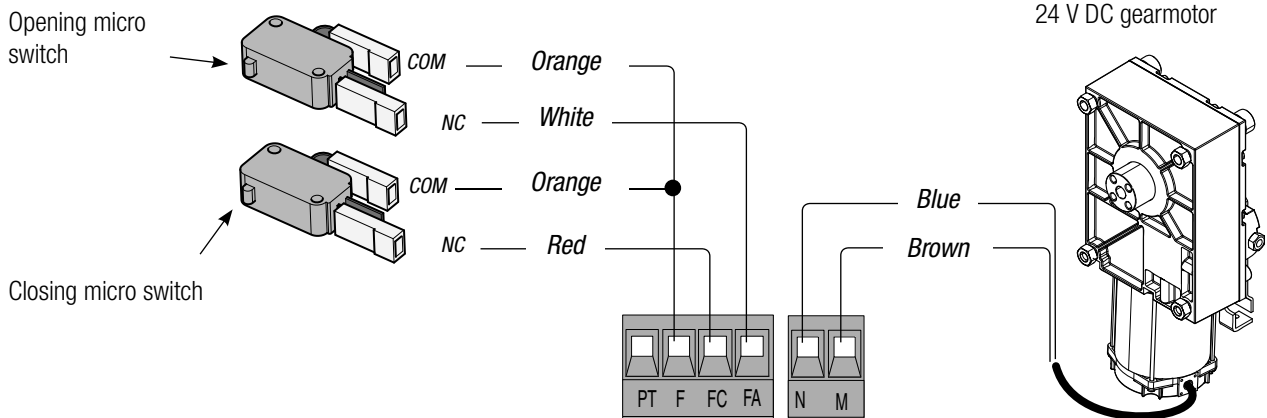 Opening micro
switch
24 V DC gearmotor
COM Orange
NC White
COM Orange
NC Red
Closing micro switch
Blue
Brown
PT F FC FA N M